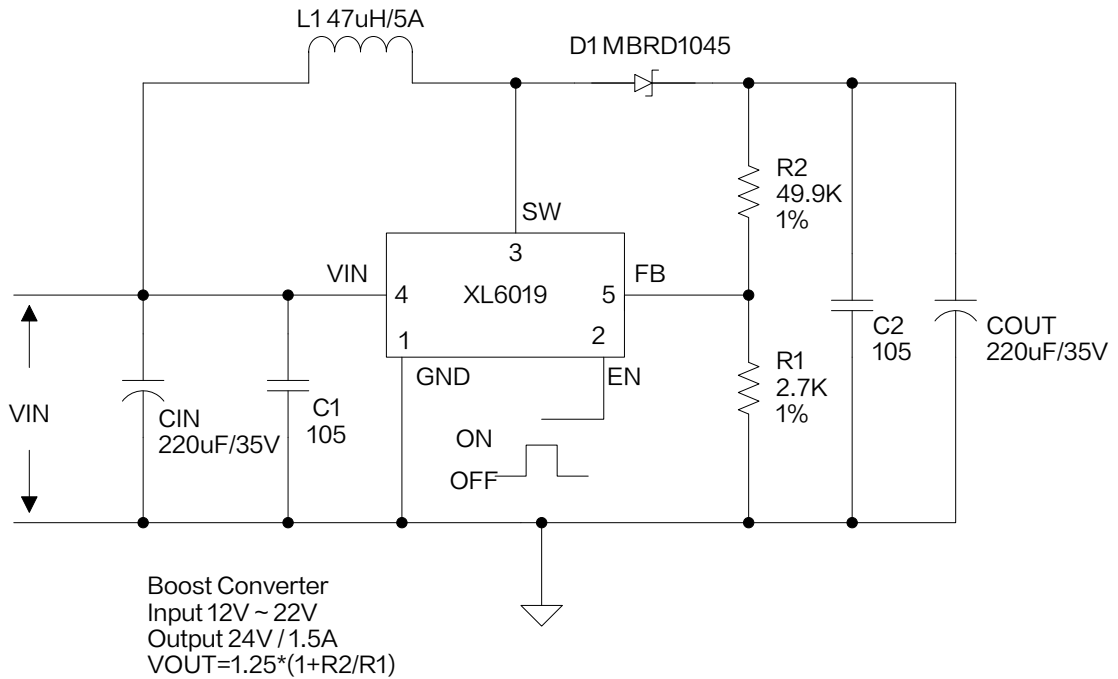 L1 47uH/5A
D1 MBRD1045
R2
49.9K
1%
SW
3
VIN
4
XL6019
5
FB
1
2
GND
EN
C2
105
COUT
220uF/35V
R1
2.7K
1%
VIN
CIN
220uF/35V
C1
105
ON
OFF
Boost Converter
Input 12V ~ 22V
Output 24V / 1.5A
VOUT=1.25*(1+R2/R1)